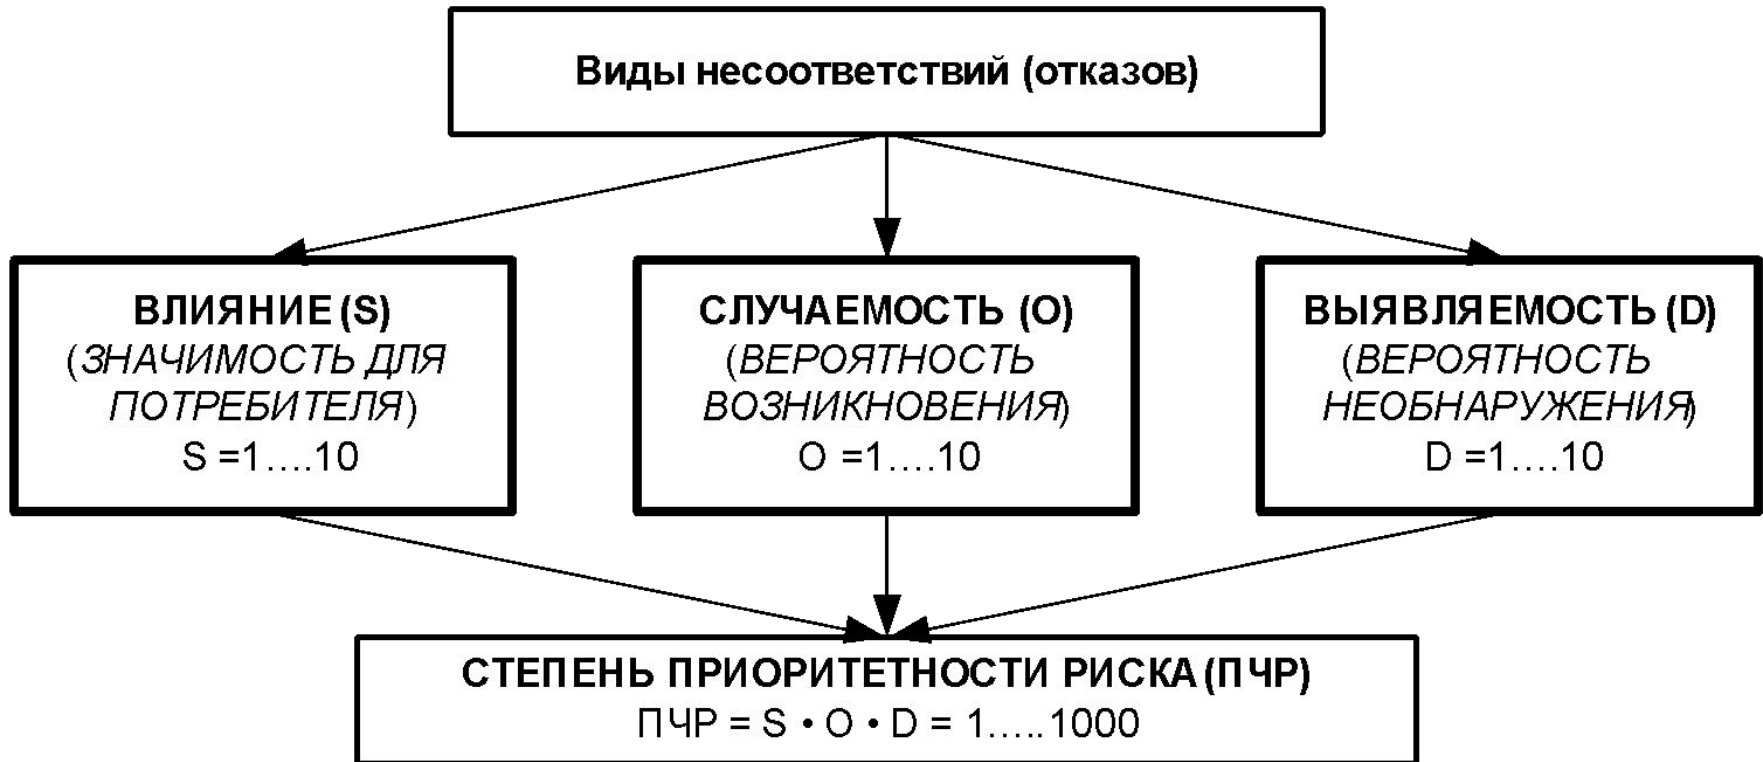 Виды несоответствий (отказов)
ВЛИЯНИЕ (S)
(ЗНАЧИМОСТЬ ДЛЯ
ПОТРЕБИТЕЛЯ)
S =1....10
СЛУЧАЕМОСТЬ (О)
(ВЕРОЯТНОСТЬ
ВОЗНИКНОВЕНИЯ)
О =1....10
ВЫЯВЛЯЕМОСТЬ (D)
(ВЕРОЯТНОСТЬ
НЕОБНАРУЖЕНИЯ)
D =1....10
СТЕПЕНЬ ПРИОРИТЕТНОСТИ РИСКА (ПЧР)
ПЧР = S • O • D = 1.....1000